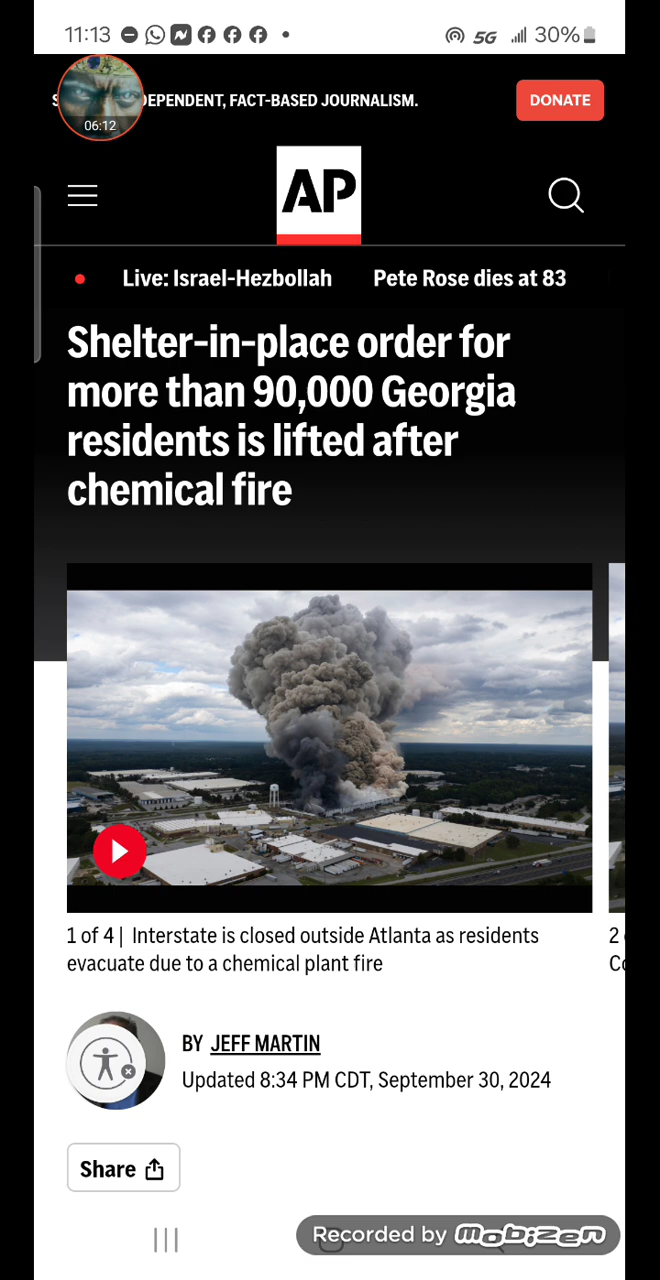 11:13
5G
30%
DEPENDENT, FACT-BASED JOURNALISM.
DONATE
06:12
AP
Live: Israel-Hezbollah
Pete Rose dies at 83
Shelter-in-place order for
more than 90,000 Georgia
residents is lifted after
chemical fire
1 of 4 | Interstate is closed outside Atlanta as residents
evacuate due to a chemical plant fire
2
BY JEFF MARTIN
Updated 8:34 PM CDT, September 30, 2024
Share
Recorded by mobizen